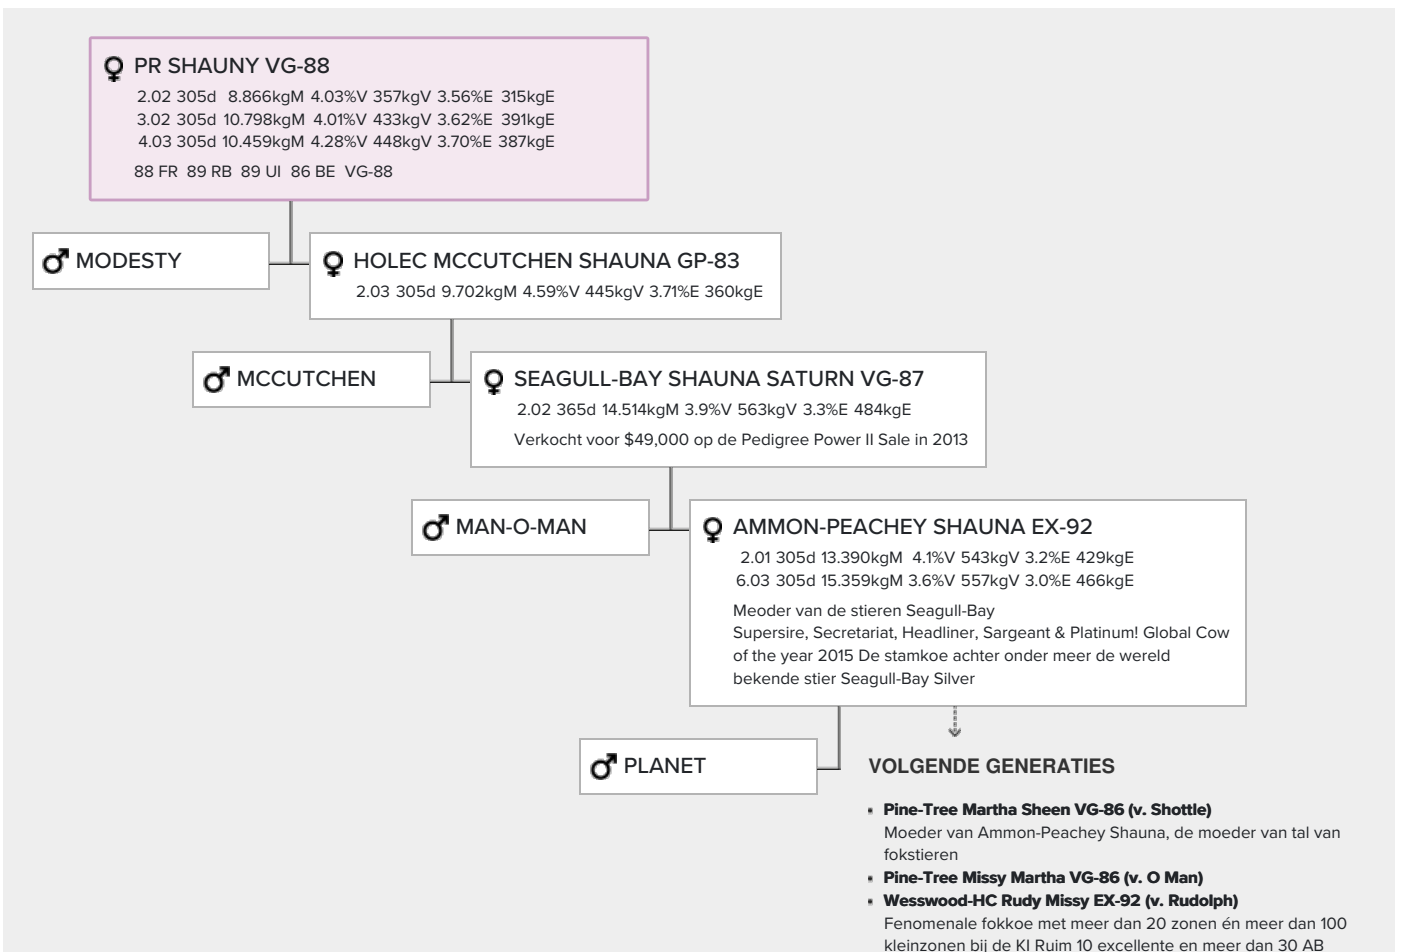 PR SHAUNY VG-88
2.02 305d 8.866kgM 4.03%V 357kgV 3.56%E 315kgE
3.02 305d 10.798kgM 4.01%V 433kgV 3.62%E 391kgE
4.03 305d 10.459kgM 4.28%V 448kgV 3.70%E 387kgE
88 FR 89 RB 89 UI 86 BE VG-88
MODESTY
HOLEC MCCUTCHEN SHAUNA GP-83
2.03 305d 9.702kgM 4.59%V 445kgV 3.71%E 360kgE
MCCUTCHEN
SEAGULL-BAY SHAUNA SATURN VG-87
2.02 365d 14.514kgM 3.9%V 563kgV 3.3%E 484kgE
Verkocht voor $49,000 op de Pedigree Power II Sale in 2013
MAN-O-MAN
AMMON-PEACHEY SHAUNA EX-92
2.01 305d 13.390kgM 4.1%V 543kgV 3.2%E 429kgE
6.03 305d 15.359kgM 3.6%V 557kgV 3.0%E 466kgE
Meoder van de stieren Seagull-Bay
Supersire, Secretariat, Headliner, Sargeant & Platinum! Global Cow
of the year 2015 De stamkoe achter onder meer de wereld
bekende stier Seagull-Bay Silver
PLANET
VOLGENDE GENERATIES
Pine-Tree Martha Sheen VG-86 (v. Shottle)
Moeder van Ammon-Peachey Shauna, de moeder van tal van
fokstieren
Pine-Tree Missy Martha VG-86 (v. O Man)
Wesswood-HC Rudy Missy EX-92 (v. Rudolph)
Fenomenale fokkoe met meer dan 20 zonen én meer dan 100
kleinzonen bij de KI Ruim 10 excellente en meer dan 30 AB